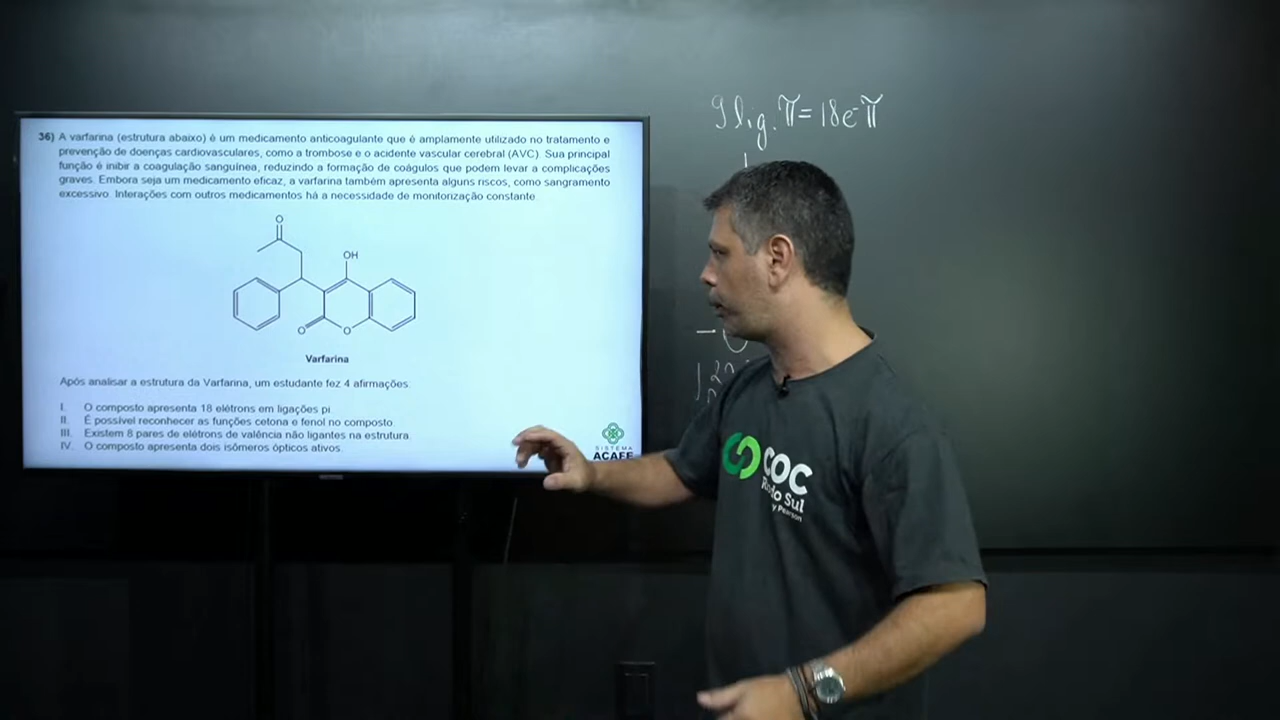 9 lig. π = 18e⁻ π
36) A varfarina (estrutura abaixo) é um medicamento anticoagulante que é amplamente utilizado no tratamento e
prevenção de doenças cardiovasculares, como a trombose e o acidente vascular cerebral (AVC). Sua principal
função é inibir a coagulação sanguínea, reduzindo a formação de coágulos que podem levar a complicações
graves. Embora seja um medicamento eficaz, a varfarina também apresenta alguns riscos, como sangramento
excessivo. Interações com outros medicamentos há a necessidade de monitorização constante.
O
OH
O
O
Varfarina
Após analisar a estrutura da Varfarina, um estudante fez 4 afirmações.
I. O composto apresenta 18 elétrons em ligações pi.
II. É possível reconhecer as funções cetona e fenol no composto.
III. Existem 8 pares de elétrons de valência não ligantes na estrutura.
IV. O composto apresenta dois isômeros ópticos ativos.
SISTEMA
ACAFE
COC
Rio do Sul
by Pearson